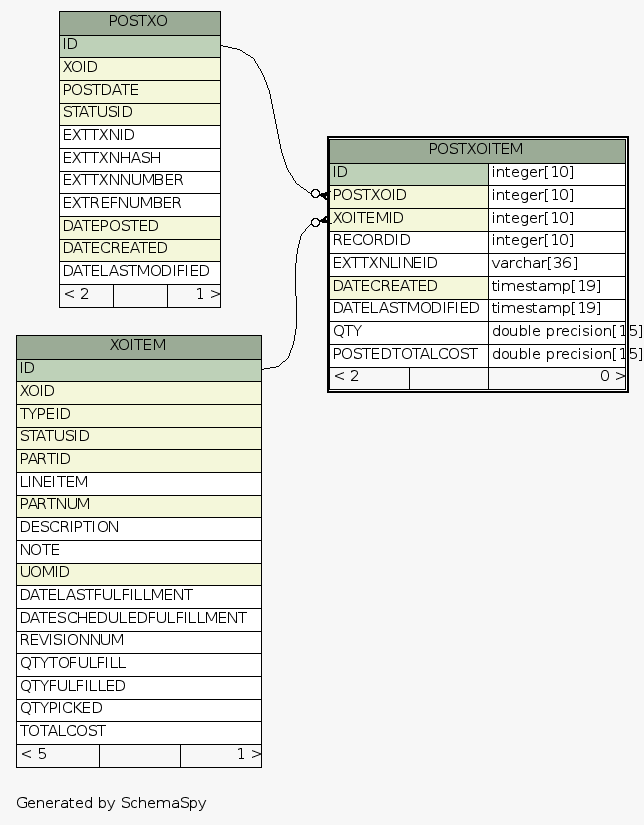 POSTXO
ID
XOID
POSTDATE
STATUSID
EXTTXNID
EXTTXNHASH
EXTTXNNUMBER
EXTREFNUMBER
DATEPOSTED
DATECREATED
DATELASTMODIFIED
< 2 1 >
POSTXOITEM
ID integer[10]
POSTXOID integer[10]
XOITEMID integer[10]
RECORDID integer[10]
EXTTXNLINEID varchar[36]
DATECREATED timestamp[19]
DATELASTMODIFIED timestamp[19]
QTY double precision[15]
POSTEDTOTALCOST double precision[15]
< 2 0 >
XOITEM
ID
XOID
TYPEID
STATUSID
PARTID
LINEITEM
PARTNUM
DESCRIPTION
NOTE
UOMID
DATELASTFULFILLMENT
DATESCHEDULEDFULFILLMENT
REVISIONNUM
QTYTOFULFILL
QTYFULFILLED
QTYPICKED
TOTALCOST
< 5 1 >
Generated by SchemaSpy